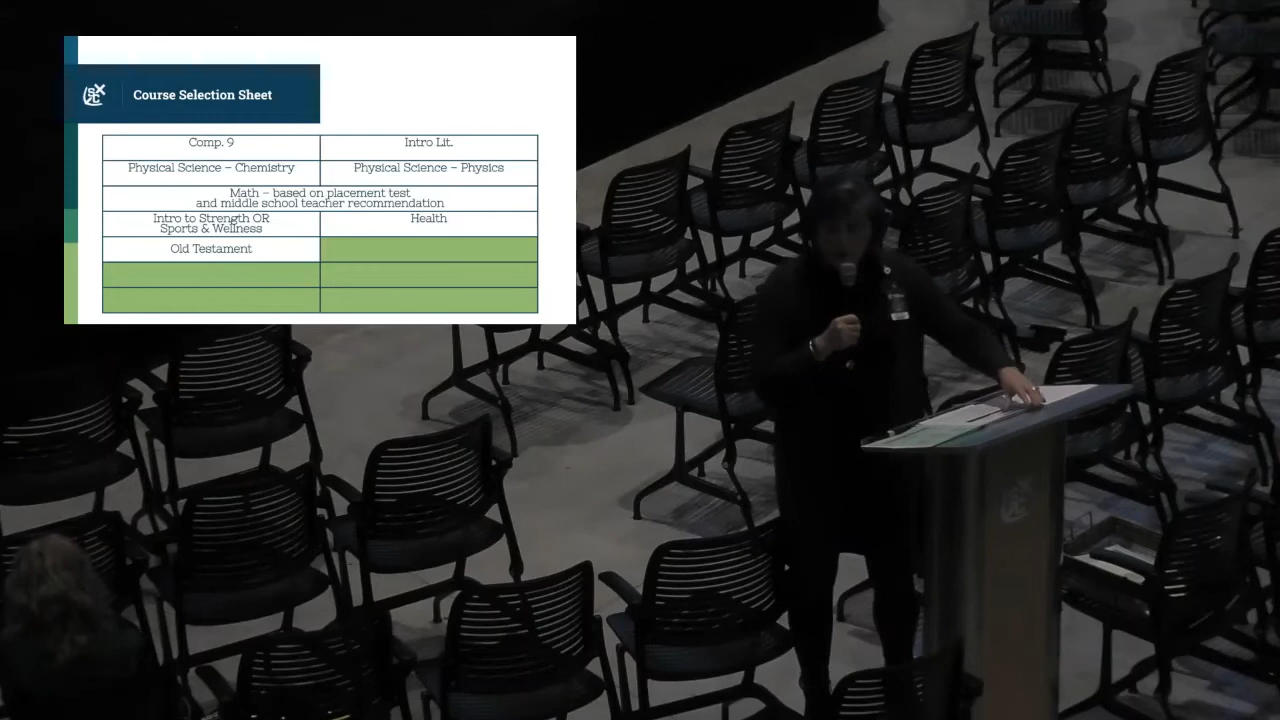 Course Selection Sheet
Comp. 9
Intro Lit.
Physical Science – Chemistry
Physical Science – Physics
Math – based on placement test
and middle school teacher recommendation
Intro to Strength OR
Sports & Wellness
Health
Old Testament